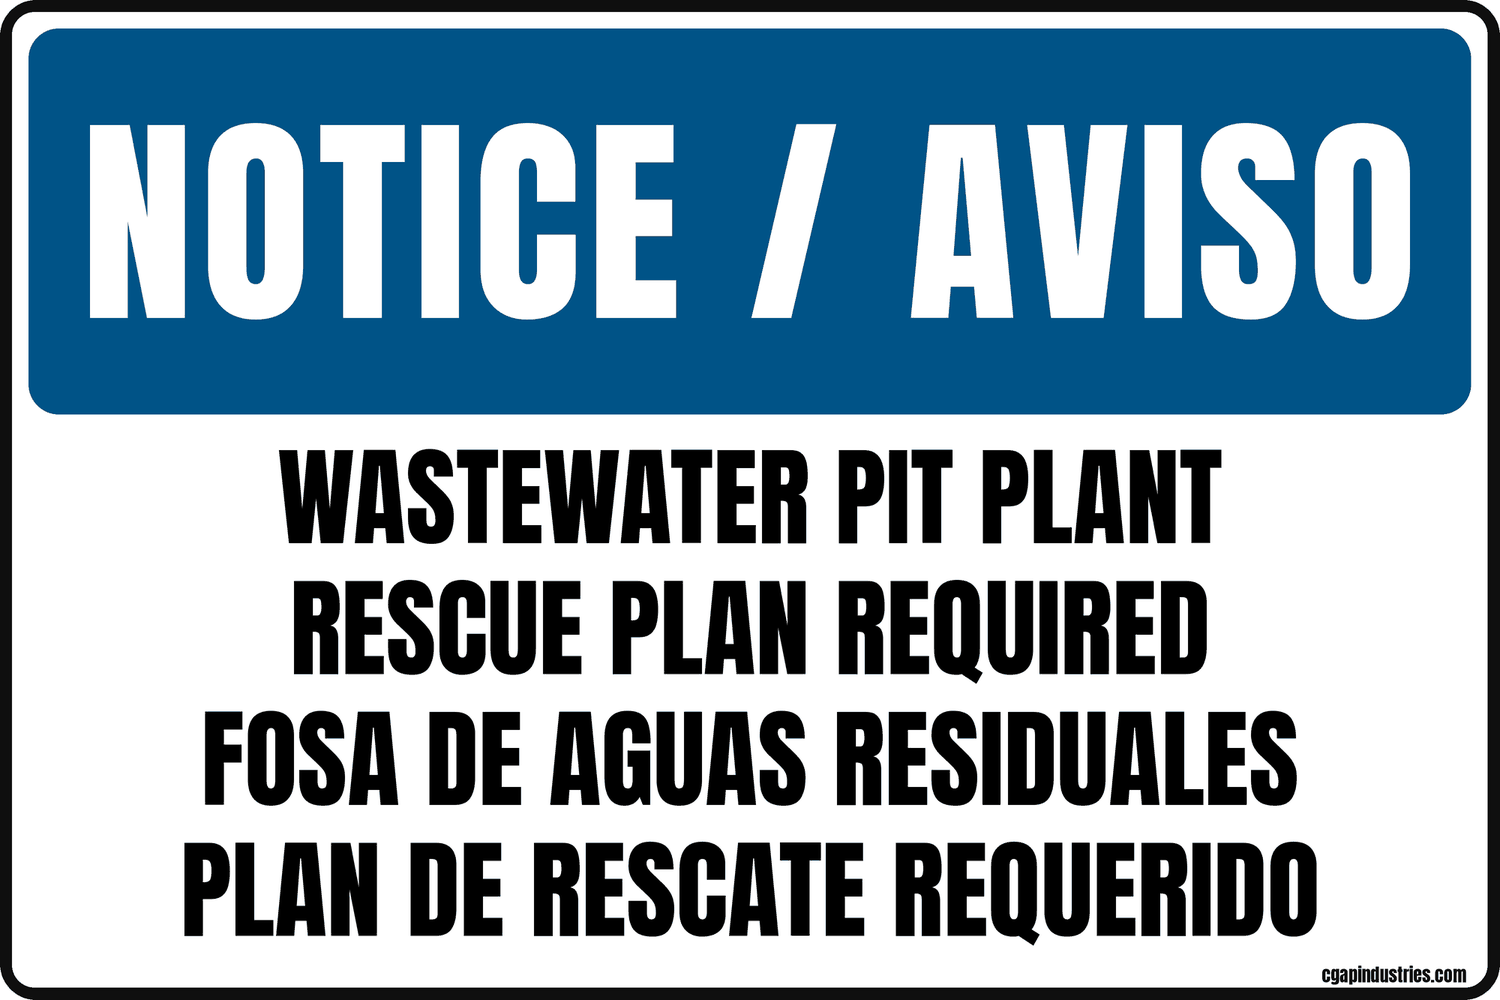 NOTICE / AVISO
WASTEWATER PIT PLANT
RESCUE PLAN REQUIRED
FOSA DE AGUAS RESIDUALES
PLAN DE RESCATE REQUERIDO
cgapindustries.com